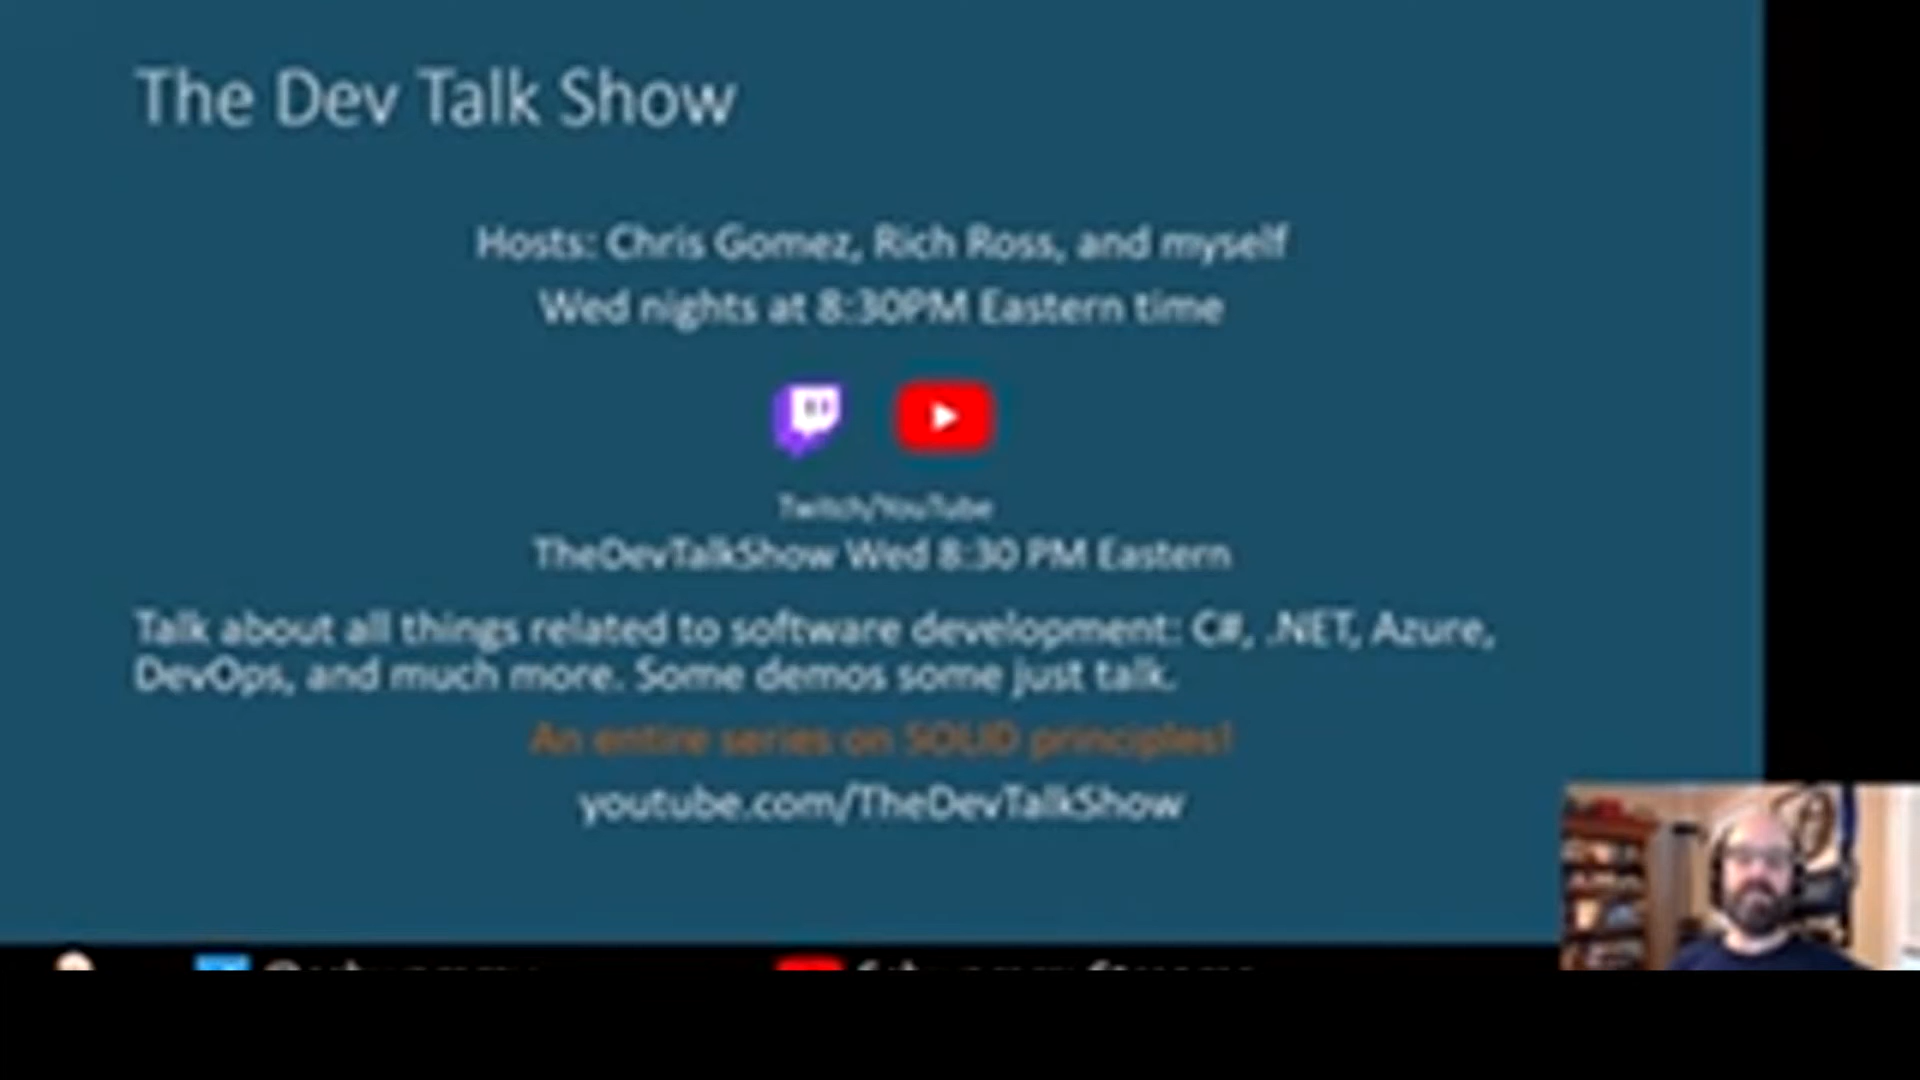 The Dev Talk Show
Hosts: Chris Gomez, Rich Ross, and myself
Wed nights at 8:30PM Eastern time
Twitch/YouTube
TheDevTalkShow Wed 8:30 PM Eastern
Talk about all things related to software development: C#, .NET, Azure,
DevOps, and much more. Some demos some just talk.
An entire series on SOLID principles!
youtube.com/TheDevTalkShow